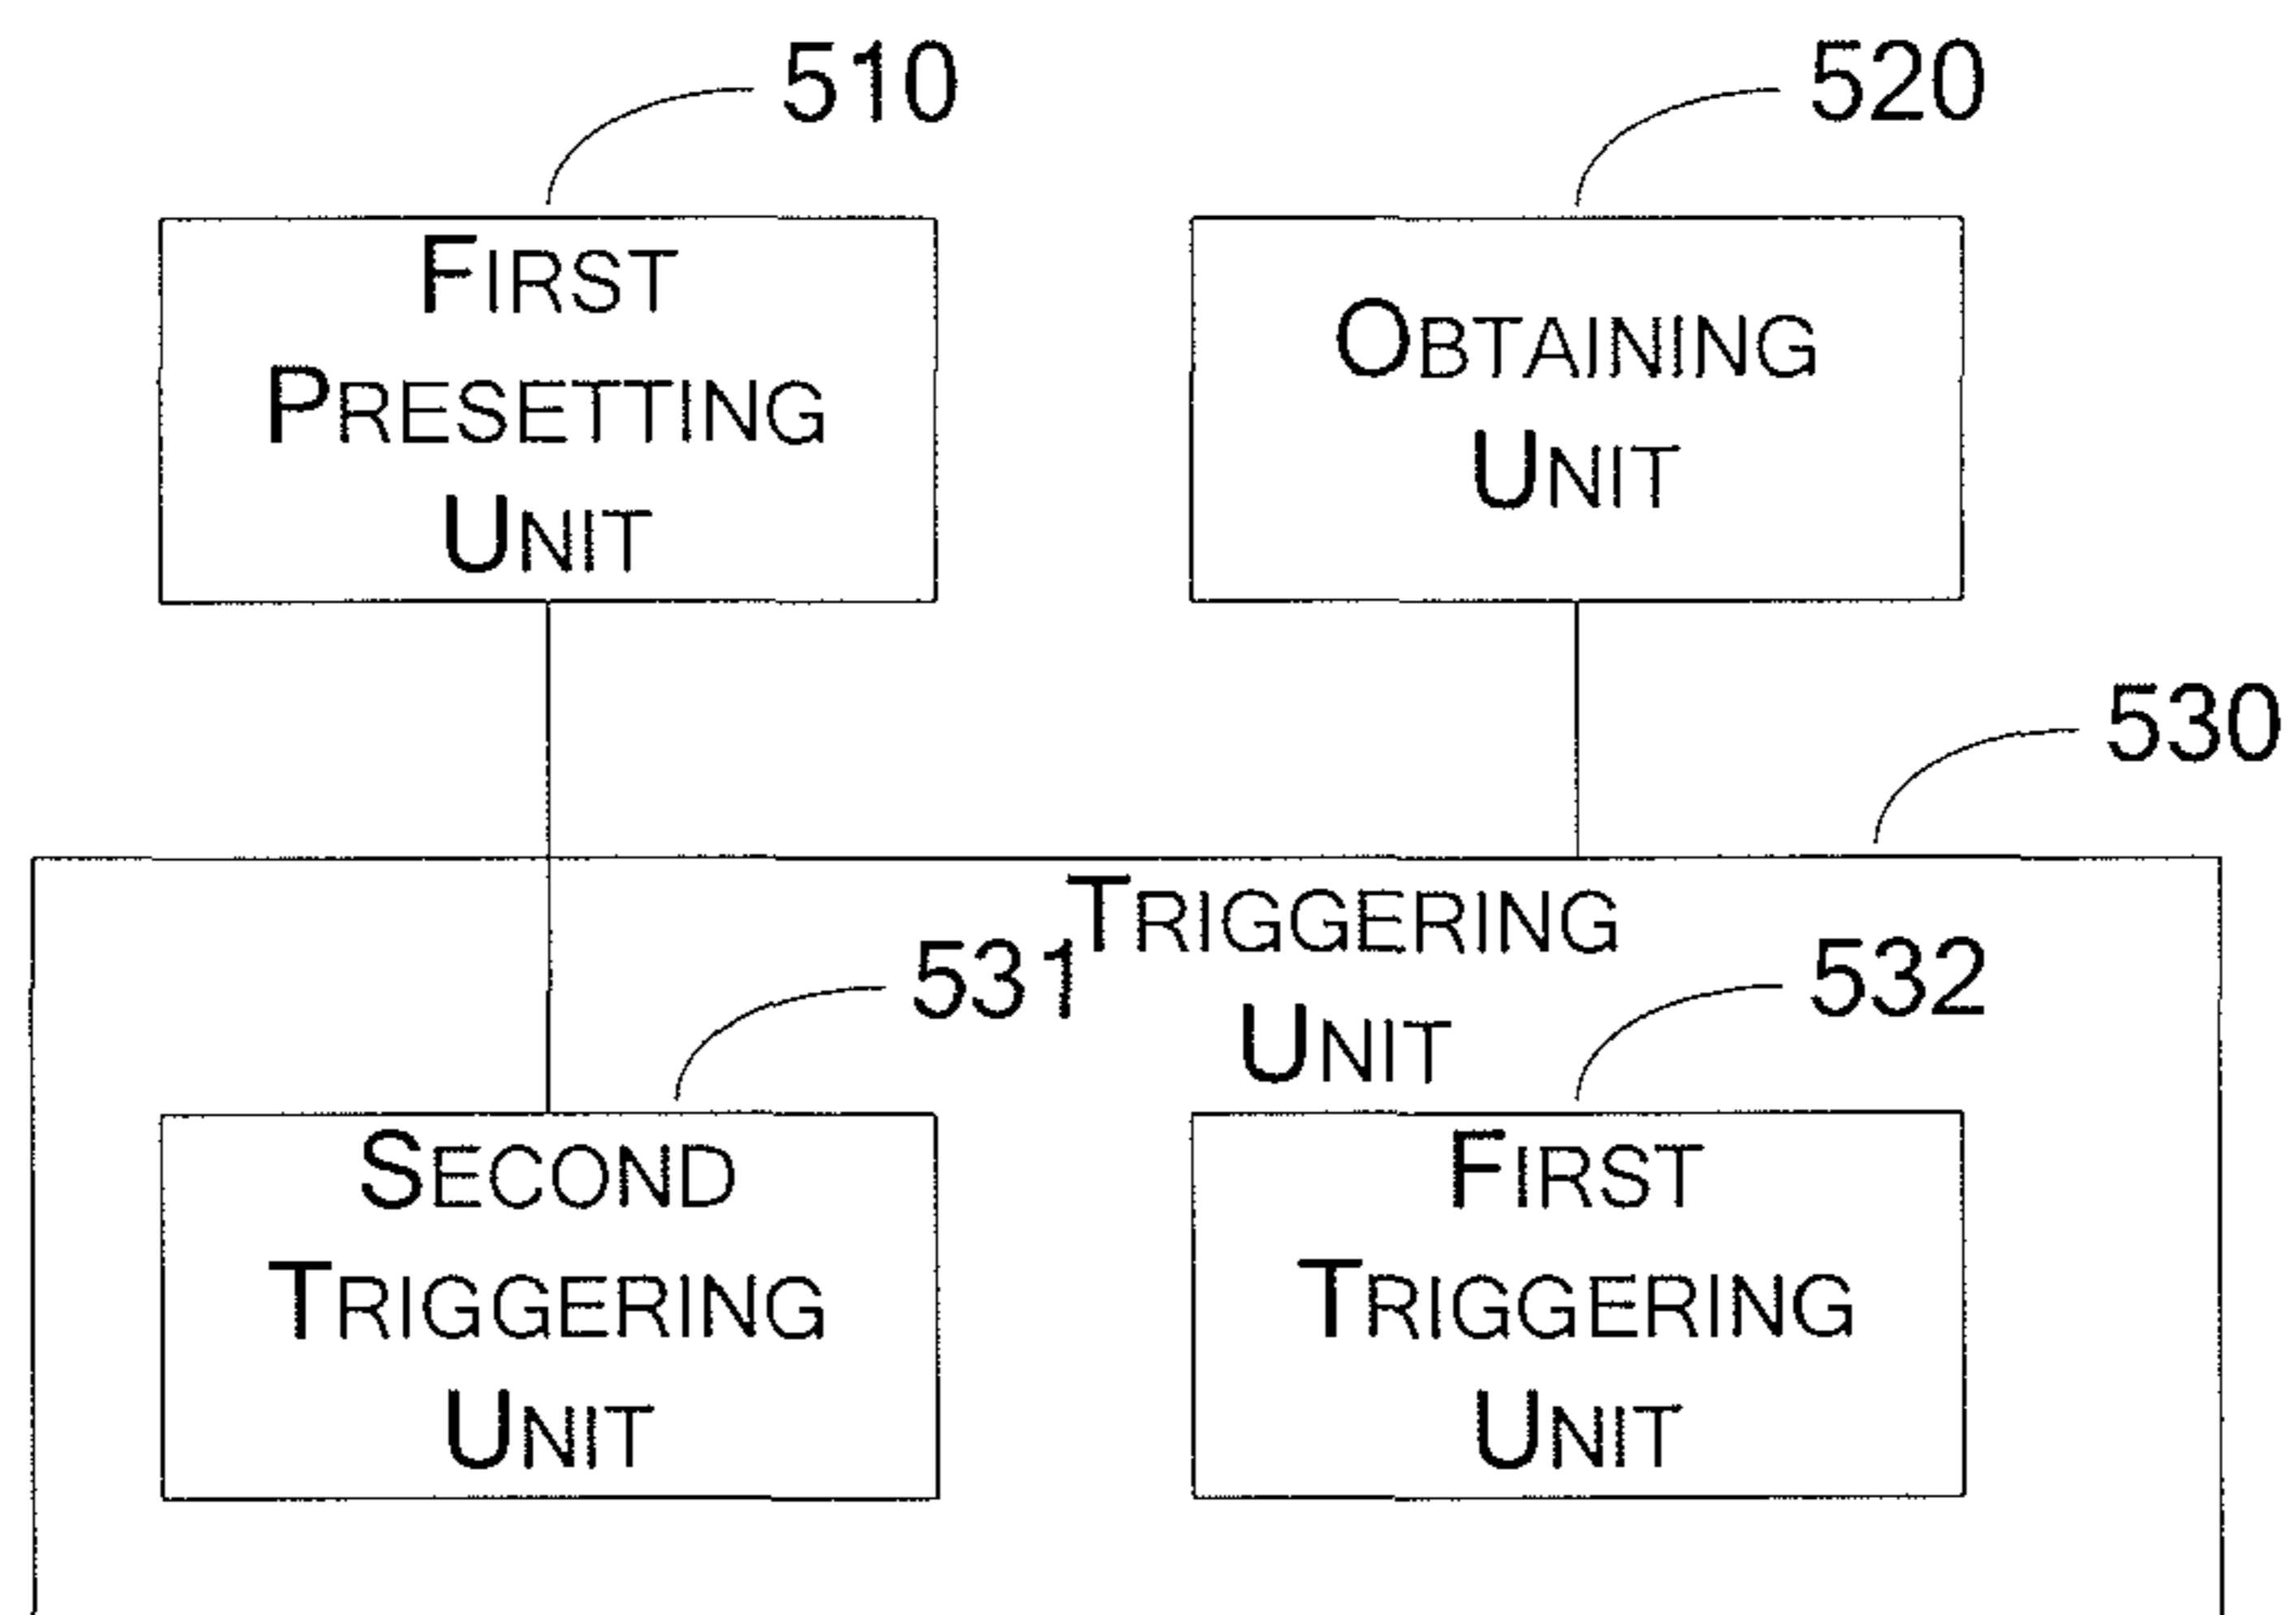 510
520
FIRST
PRESETTING
UNIT
OBTAINING
UNIT
530
TRIGGERING
UNIT
531
532
SECOND
TRIGGERING
UNIT
FIRST
TRIGGERING
UNIT